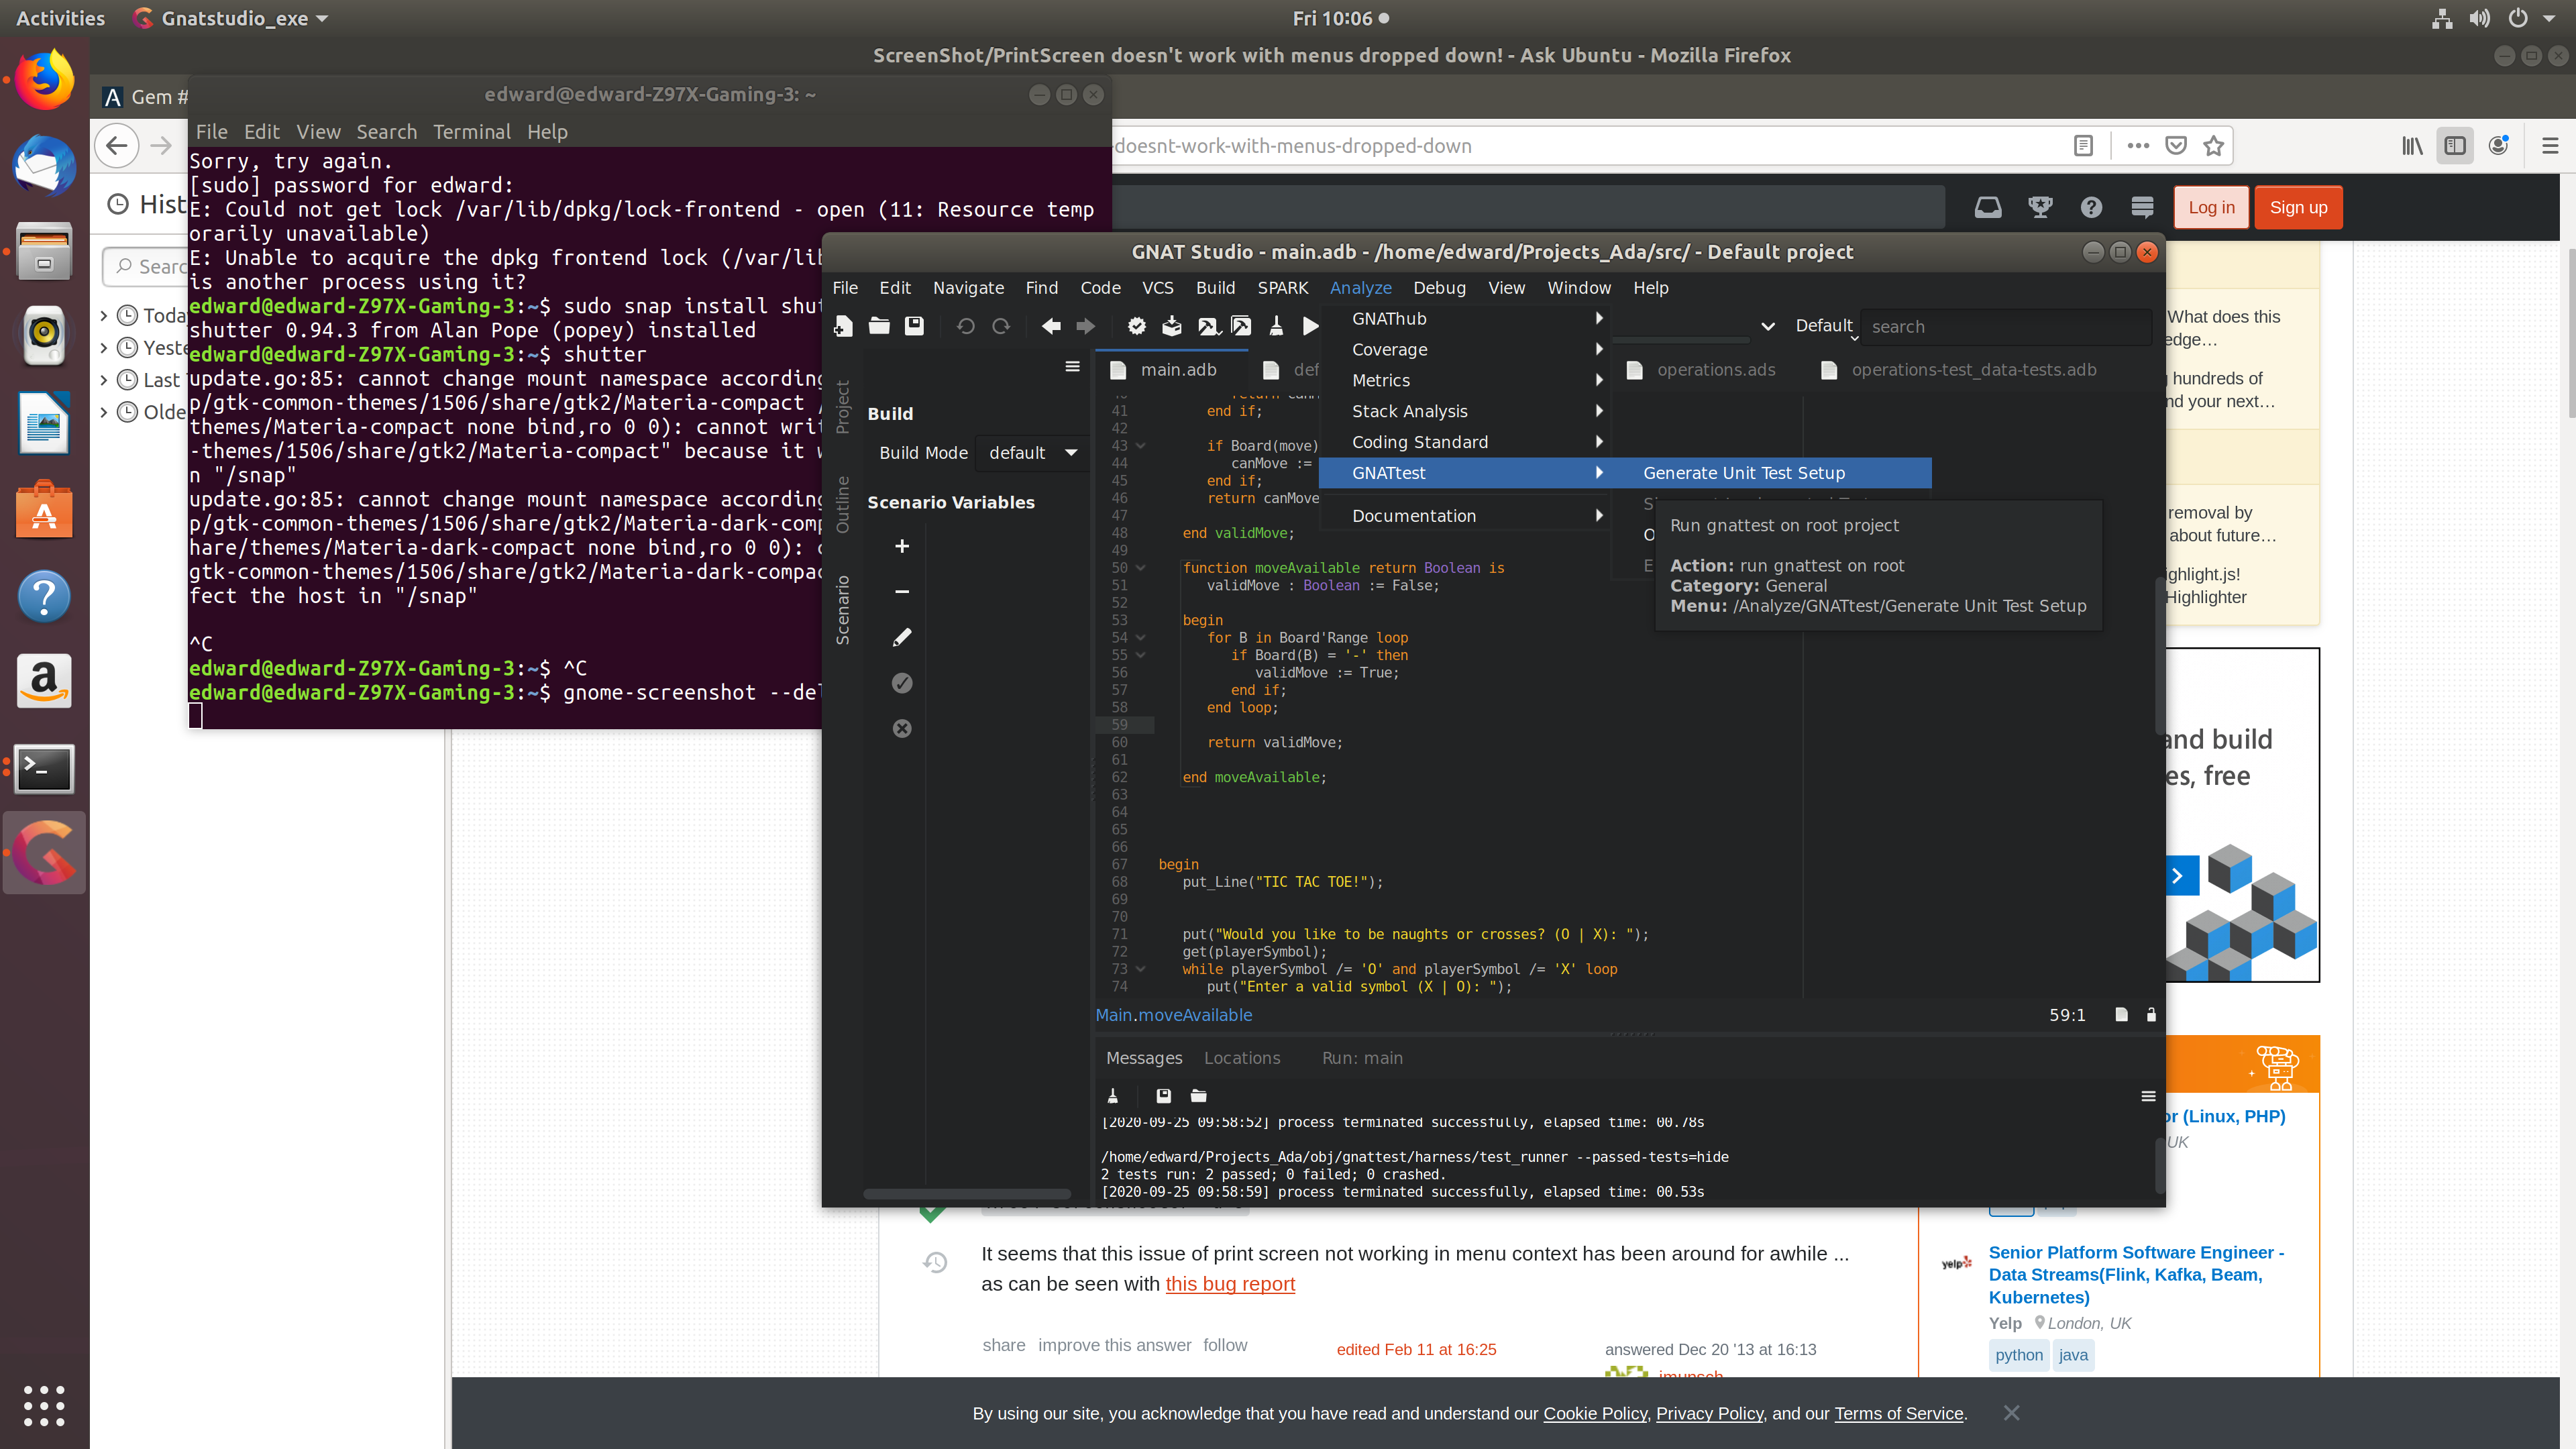 Activities
Gnatstudio_exe
Fri 10:06
ScreenShot/PrintScreen doesn't work with menus dropped down! - Ask Ubuntu - Mozilla Firefox
Gem #
edward@edward-Z97X-Gaming-3: ~
File Edit View Search Terminal Help
-doesnt-work-with-menus-dropped-down
Hist
Searc
Toda
Yeste
Last
Olde
Log in
Sign up
Sorry, try again.
[sudo] password for edward:
E: Could not get lock /var/lib/dpkg/lock-frontend - open (11: Resource temp
orarily unavailable)
E: Unable to acquire the dpkg frontend lock (/var/lib
is another process using it?
edward@edward-Z97X-Gaming-3:~$ sudo snap install shut
shutter 0.94.3 from Alan Pope (popey) installed
edward@edward-Z97X-Gaming-3:~$ shutter
update.go:85: cannot change mount namespace according
p/gtk-common-themes/1506/share/gtk2/Materia-compact /
themes/Materia-compact none bind,ro 0 0): cannot writ
-themes/1506/share/gtk2/Materia-compact" because it w
n "/snap"
update.go:85: cannot change mount namespace according
p/gtk-common-themes/1506/share/gtk2/Materia-dark-comp
hare/themes/Materia-dark-compact none bind,ro 0 0): c
gtk-common-themes/1506/share/gtk2/Materia-dark-compac
fect the host in "/snap"
^C
edward@edward-Z97X-Gaming-3:~$ ^C
edward@edward-Z97X-Gaming-3:~$ gnome-screenshot --del
GNAT Studio - main.adb - /home/edward/Projects_Ada/src/ - Default project
File Edit Navigate Find Code VCS Build SPARK Analyze Debug View Window Help
Default
search
GNAThub
Coverage
Metrics
Stack Analysis
Coding Standard
GNATtest
Documentation
Generate Unit Test Setup
Run gnattest on root project
Action: run gnattest on root
Category: General
Menu: /Analyze/GNATtest/Generate Unit Test Setup
Project
Outline
Scenario
Build
Build Mode default
Scenario Variables
main.adb
def
operations.ads
operations-test_data-tests.adb
41 end if;
42
43 if Board(move)
44 canMove :=
45 end if;
46 return canMove
47
48 end validMove;
49
50 function moveAvailable return Boolean is
51 validMove : Boolean := False;
52
53 begin
54 for B in Board'Range loop
55 if Board(B) = '-' then
56 validMove := True;
57 end if;
58 end loop;
59
60 return validMove;
61
62 end moveAvailable;
63
64
65
66
67 begin
68 put_Line("TIC TAC TOE!");
69
70
71 put("Would you like to be naughts or crosses? (O | X): ");
72 get(playerSymbol);
73 while playerSymbol /= 'O' and playerSymbol /= 'X' loop
74 put("Enter a valid symbol (X | O): ");
Main.moveAvailable
59:1
Messages
Locations
Run: main
[2020-09-25 09:58:52] process terminated successfully, elapsed time: 00.78s
/home/edward/Projects_Ada/obj/gnattest/harness/test_runner --passed-tests=hide
2 tests run: 2 passed; 0 failed; 0 crashed.
[2020-09-25 09:58:59] process terminated successfully, elapsed time: 00.53s
What does this
edge…
hundreds of
nd your next…
removal by
about future…
ighlight.js!
Highlighter
and build
es, free
or (Linux, PHP)
UK
It seems that this issue of print screen not working in menu context has been around for awhile ...
as can be seen with this bug report
share improve this answer follow
edited Feb 11 at 16:25
answered Dec 20 '13 at 16:13
yelp
Senior Platform Software Engineer -
Data Streams(Flink, Kafka, Beam,
Kubernetes)
Yelp London, UK
python java
By using our site, you acknowledge that you have read and understand our Cookie Policy, Privacy Policy, and our Terms of Service.